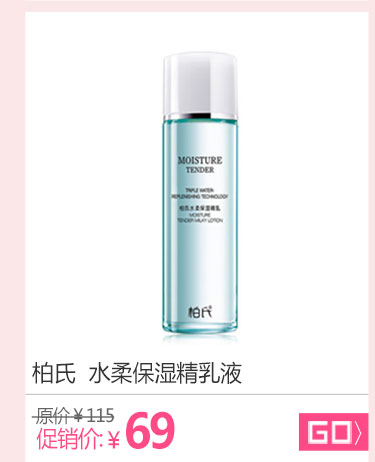 MOISTURE
TENDER
TRIPLE WATER-
REPLENISHING TECHNOLOGY
柏氏水柔保湿精乳
MOISTURE
TENDER MILKY LOTION
柏氏
柏氏 水柔保湿精乳液
原价¥115
促销价:¥69
GO〉